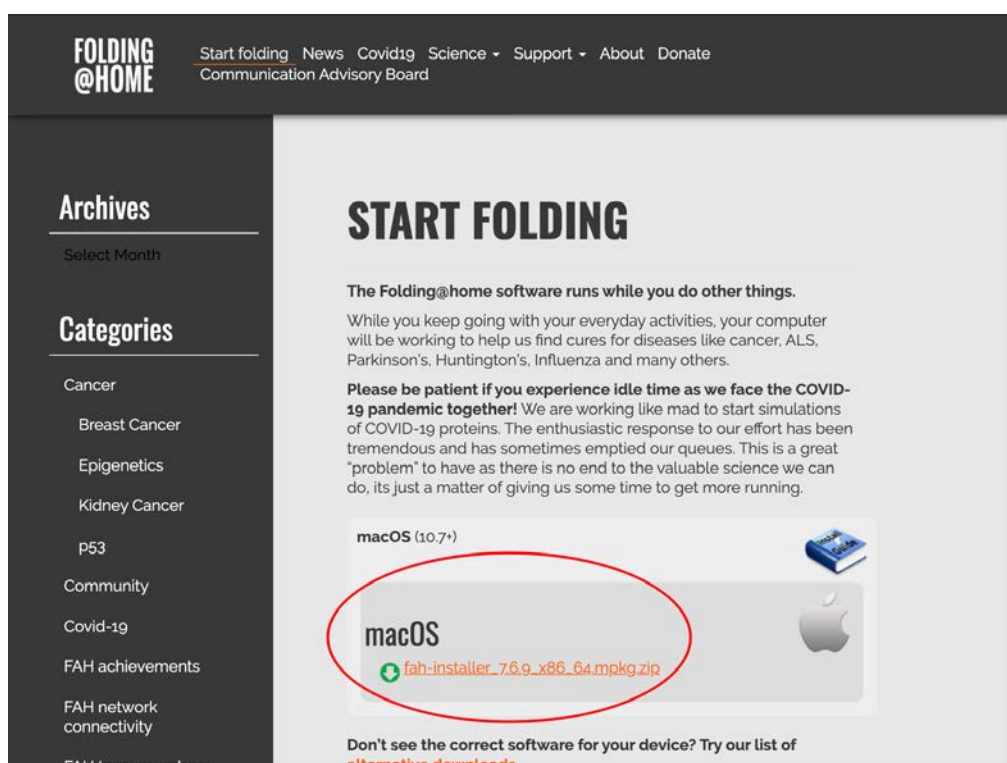 FOLDING
@HOME
Start folding News Covid19 Science Support About Donate
Communication Advisory Board
Archives
Select Month
Categories
Cancer
Breast Cancer
Epigenetics
Kidney Cancer
p53
Community
Covid-19
FAH achievements
FAH network
connectivity
START FOLDING
The Folding@home software runs while you do other things.
While you keep going with your everyday activities, your computer
will be working to help us find cures for diseases like cancer, ALS,
Parkinson's, Huntington's, Influenza and many others.
Please be patient if you experience idle time as we face the COVID-
19 pandemic together! We are working like mad to start simulations
of COVID-19 proteins. The enthusiastic response to our effort has been
tremendous and has sometimes emptied our queues. This is a great
"problem" to have as there is no end to the valuable science we can
do, its just a matter of giving us some time to get more running.
macOS (10.7+)
Install
Guide
macOS
fah-installer_7.6.9_x86_64.mpkg.zip
Don't see the correct software for your device? Try our list of
alternative downloads